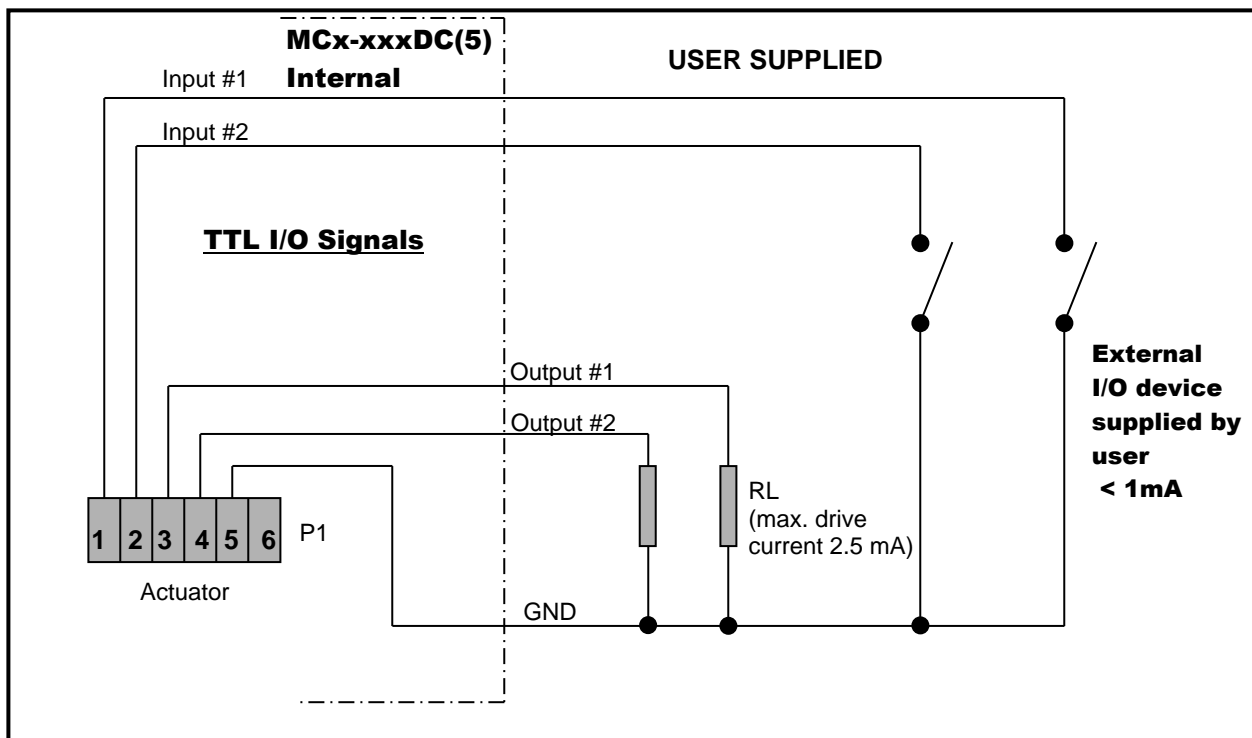 MCx-xxxDC(5)
Internal
USER SUPPLIED
Input #1
Input #2
TTL I/O Signals
Output #1
Output #2
External
I/O device
supplied by
user
< 1mA
RL
(max. drive
current 2.5 mA)
1 2 3 4 5 6
P1
Actuator
GND